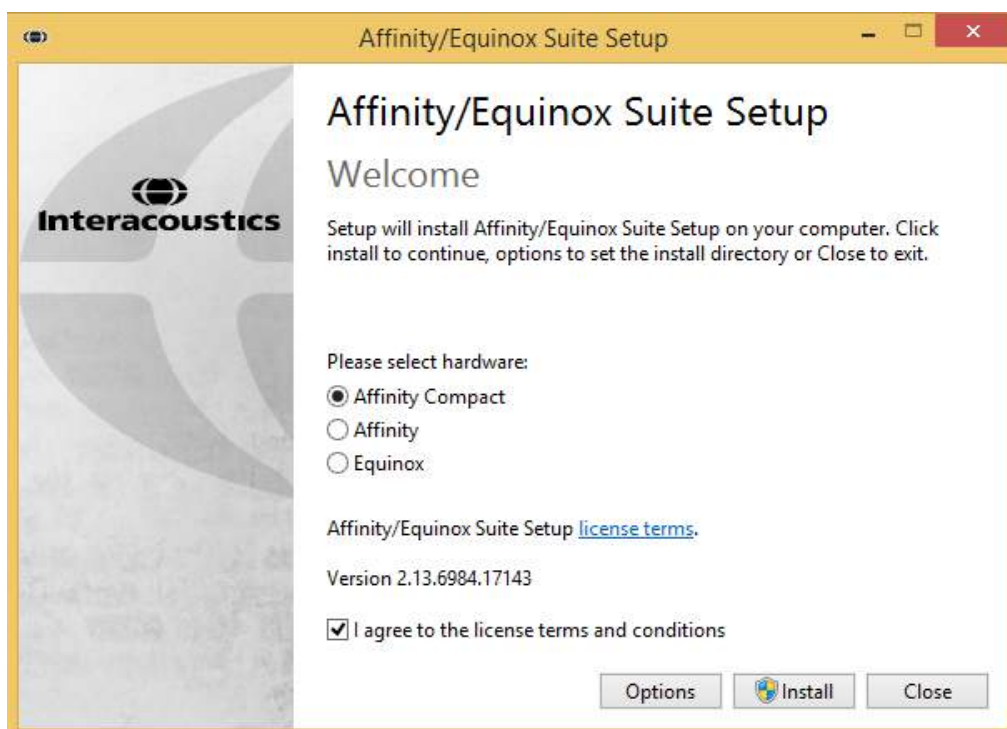 Affinity/Equinox Suite Setup
Interacoustics
Affinity/Equinox Suite Setup
Welcome
Setup will install Affinity/Equinox Suite Setup on your computer. Click
install to continue, options to set the install directory or Close to exit.
Please select hardware:
Affinity Compact
Affinity
Equinox
Affinity/Equinox Suite Setup license terms.
Version 2.13.6984.17143
I agree to the license terms and conditions
Options Install Close